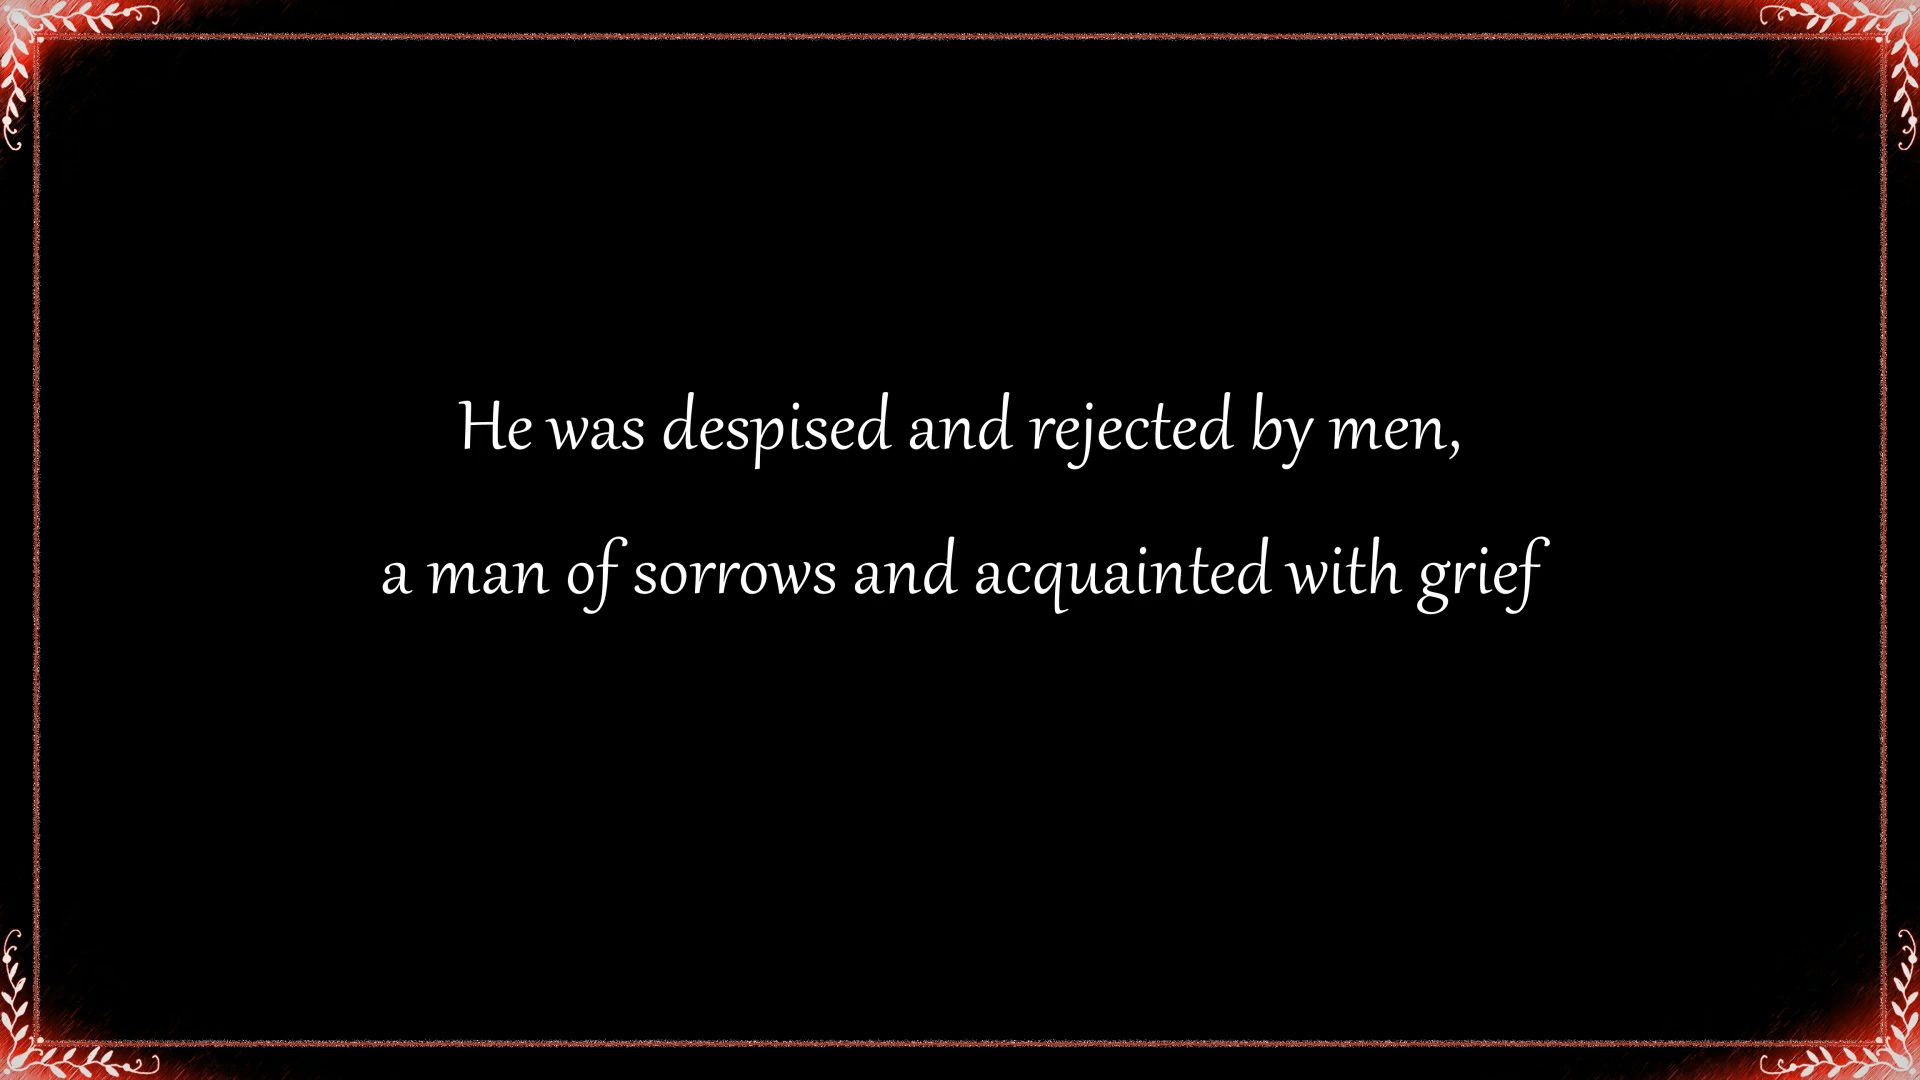 He was despised and rejected by men,
a man of sorrows and acquainted with grief